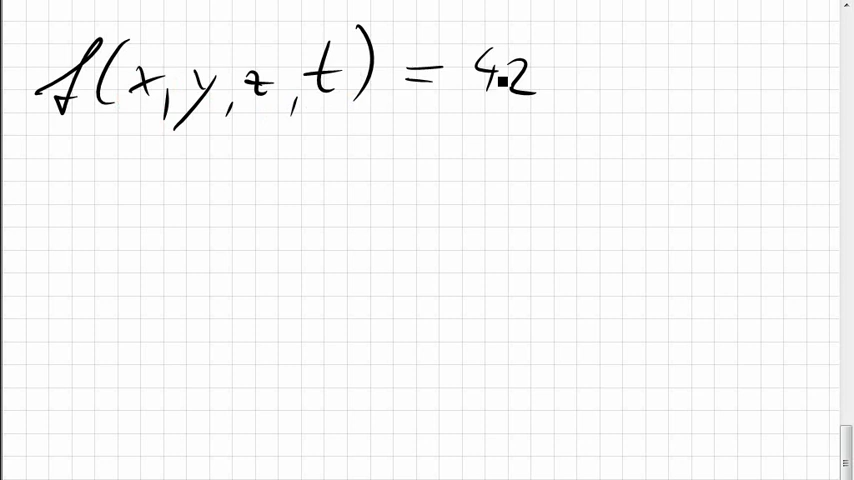 f(x,y,z,t) = 42